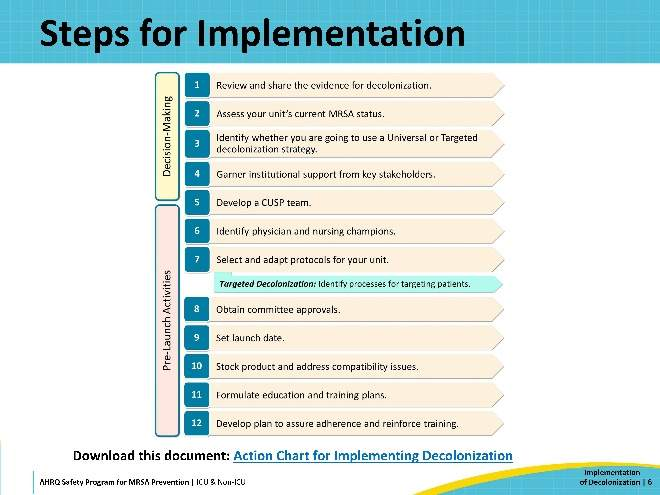 Steps for Implementation
Decision-Making
1 Review and share the evidence for decolonization.
2 Assess your unit's current MRSA status.
3 Identify whether you are going to use a Universal or Targeted
decolonization strategy.
4 Garner institutional support from key stakeholders.
Pre-Launch Activities
5 Develop a CUSP team.
6 Identify physician and nursing champions.
7 Select and adapt protocols for your unit.
Targeted Decolonization: Identify processes for targeting patients.
8 Obtain committee approvals.
9 Set launch date.
10 Stock product and address compatibility issues.
11 Formulate education and training plans.
12 Develop plan to assure adherence and reinforce training.
Download this document: Action Chart for Implementing Decolonization
AHRQ Safety Program for MRSA Prevention | ICU & Non-ICU
Implementation
of Decolonization | 6